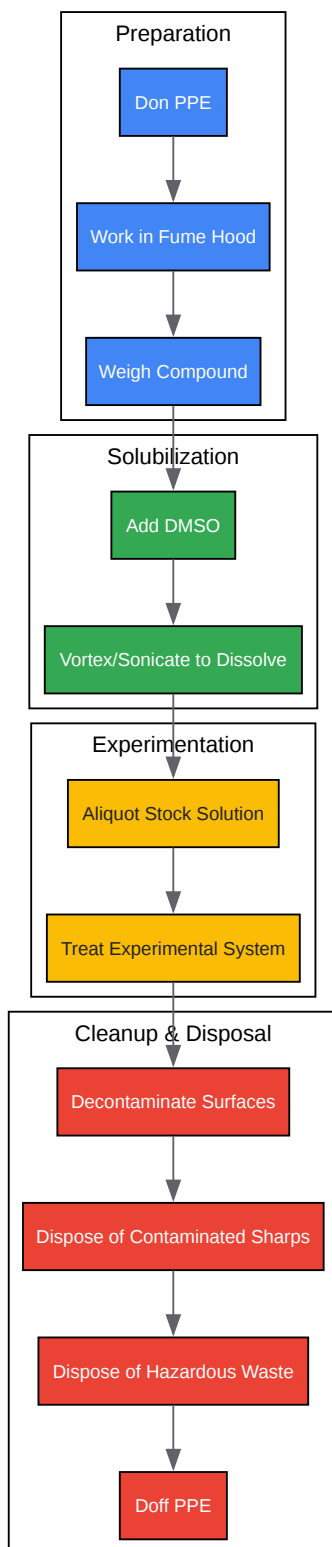 Preparation
Don PPE
Work in Fume Hood
Weigh Compound
Solubilization
Add DMSO
Vortex/Sonicate to Dissolve
Experimentation
Aliquot Stock Solution
Treat Experimental System
Cleanup & Disposal
Decontaminate Surfaces
Dispose of Contaminated Sharps
Dispose of Hazardous Waste
Doff PPE